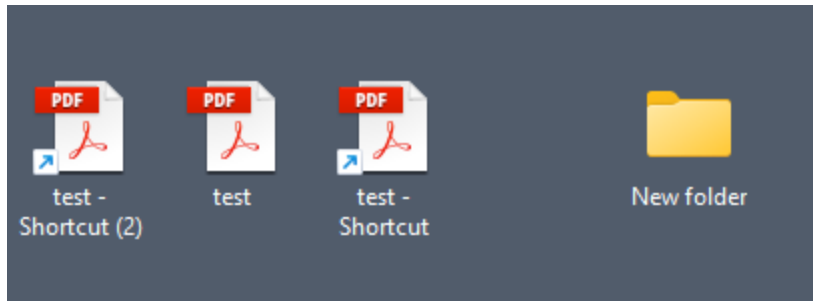 PDF
test -
Shortcut (2)
PDF
test
PDF
test -
Shortcut
New folder